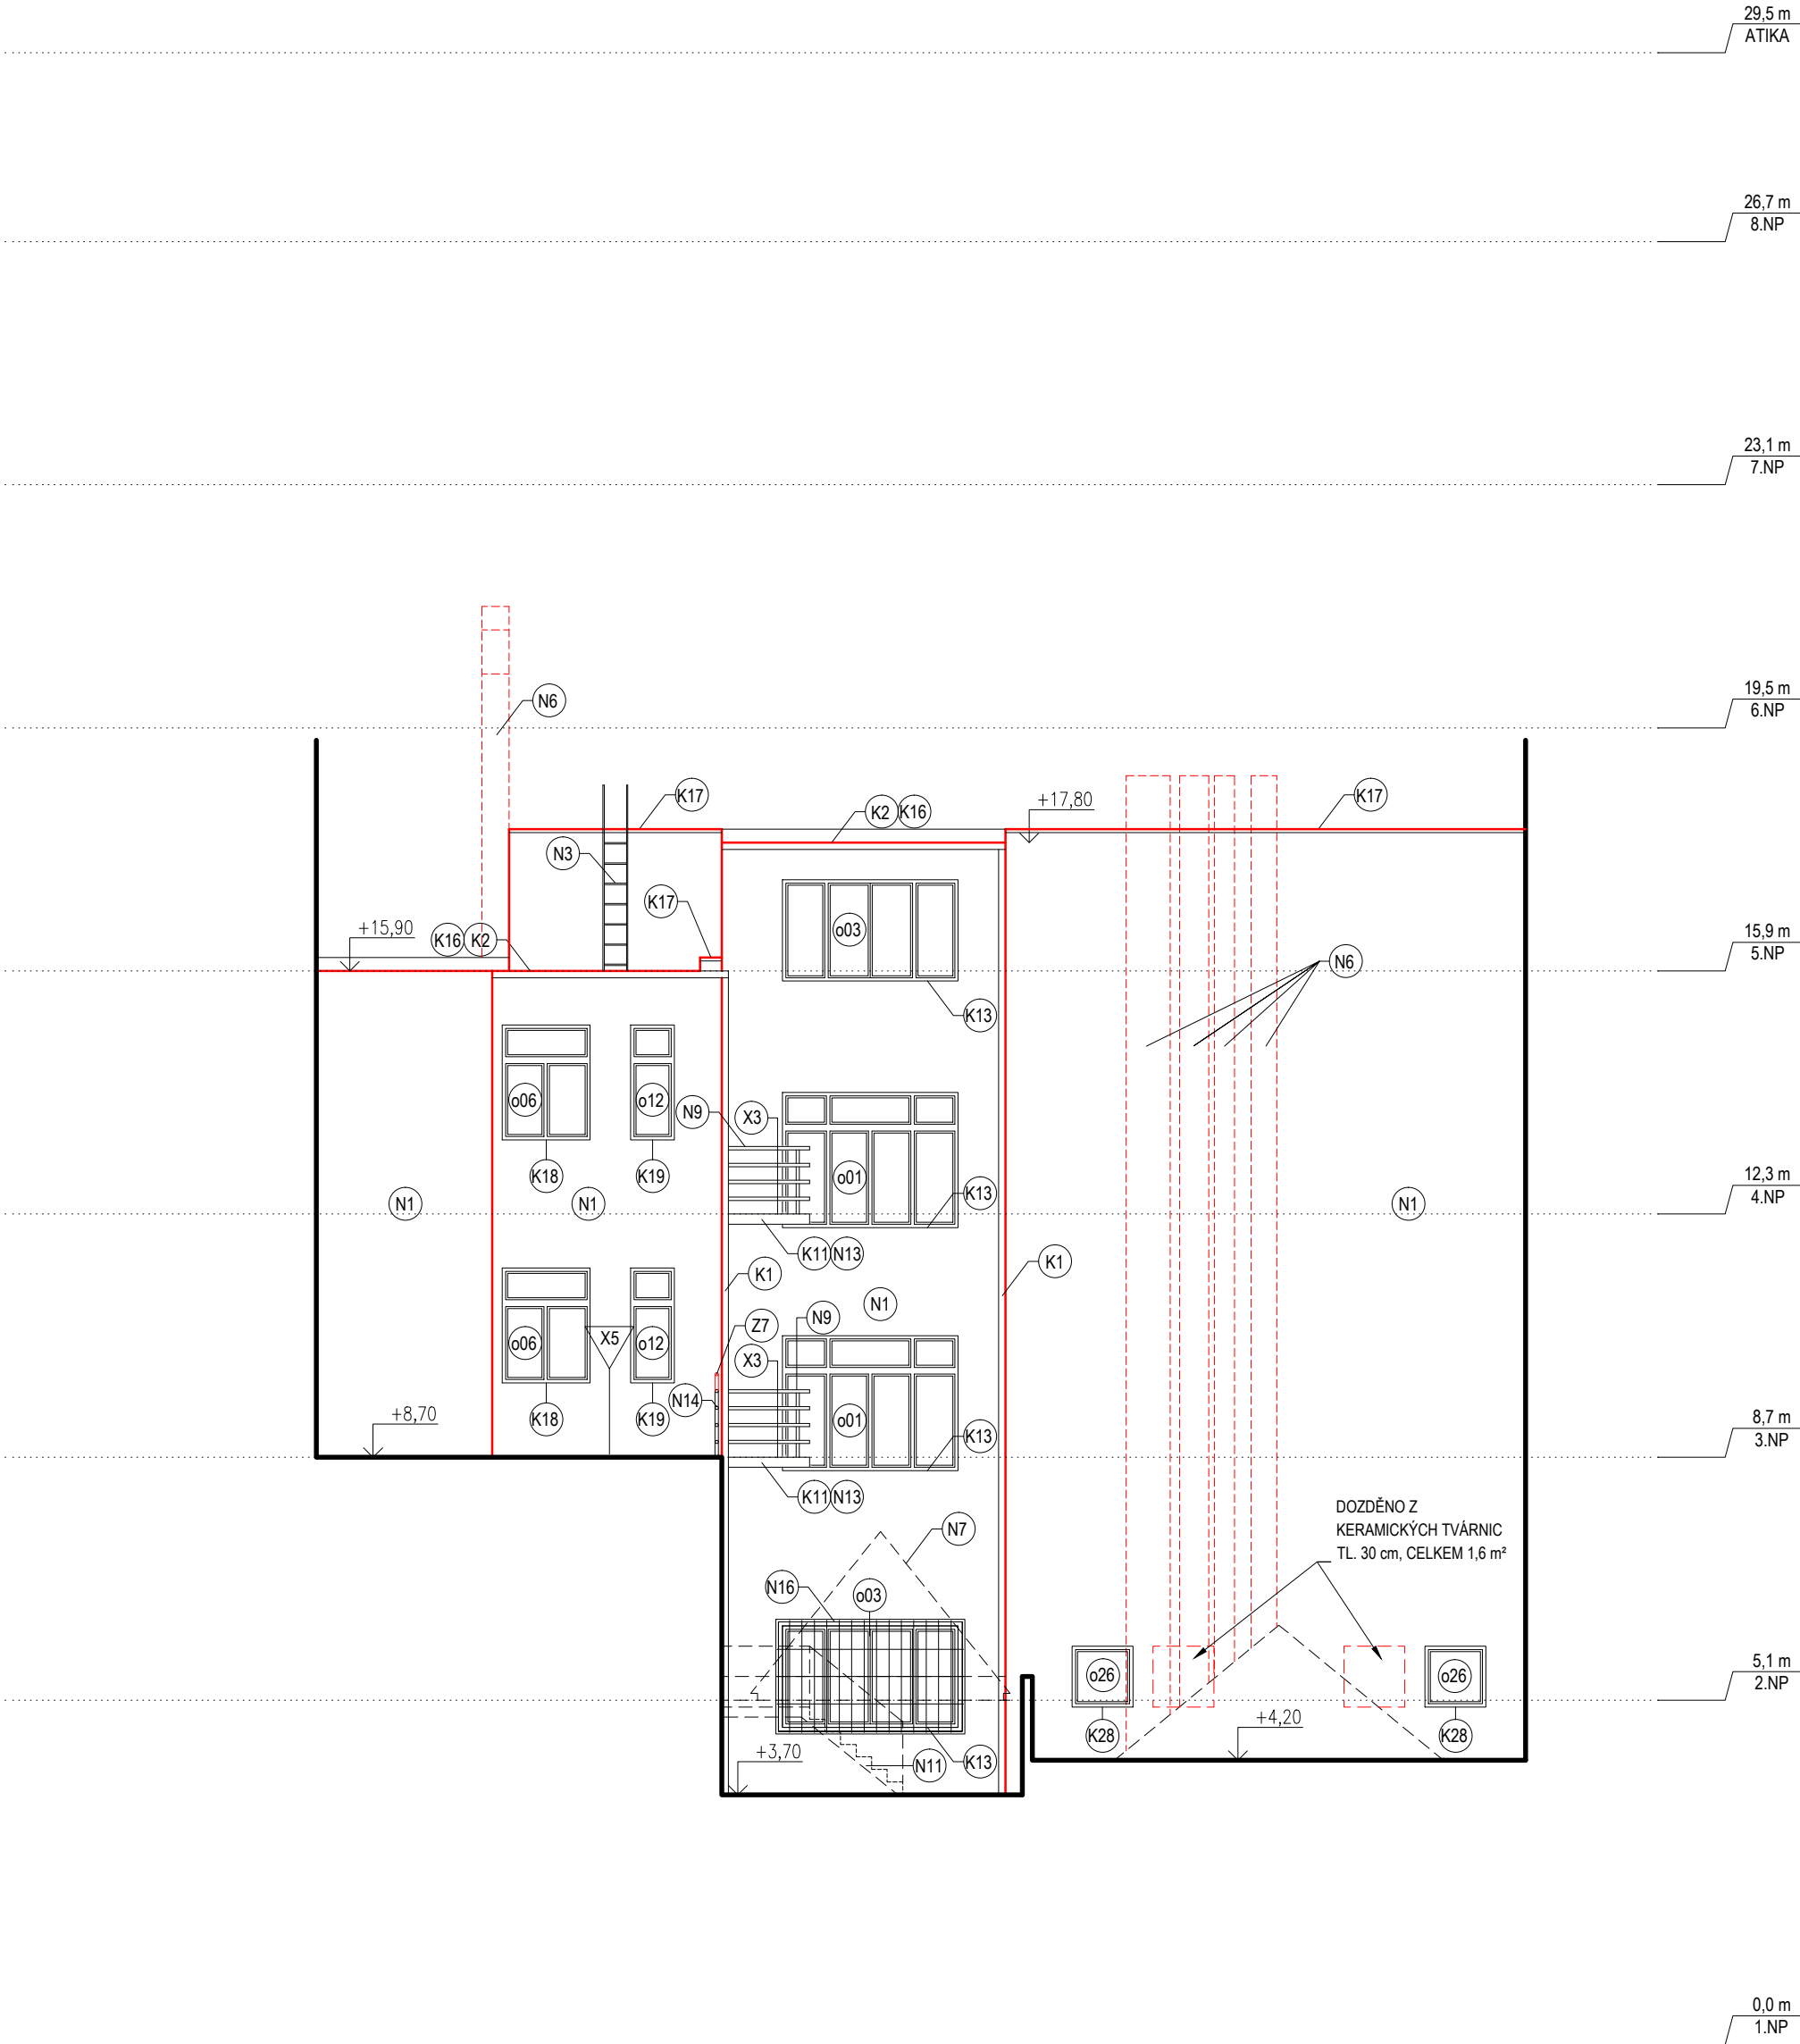 29,5 m
ATIKA
26,7 m
8.NP
23,1 m
7.NP
19,5 m
6.NP
N6
K17
K2 K16
+17,80
K17
N3
K17
o03
+15,90
K16 K2
15,9 m
5.NP
N6
K13
o06
o12
N9
X3
K18
K19
o01
K13
N1
N1
N1
12,3 m
4.NP
K11 N13
K1
K1
N1
Z7
N9
o06
X5
o12
X3
N14
K18
K19
o01
+8,70
K13
8,7 m
3.NP
K11 N13
DOZDĚNO Z
KERAMICKÝCH TVÁRNIC
TL. 30 cm, CELKEM 1,6 m²
N7
N16
o03
o26
o26
5,1 m
2.NP
+4,20
K28
K28
+3,70
N11
K13
0,0 m
1.NP